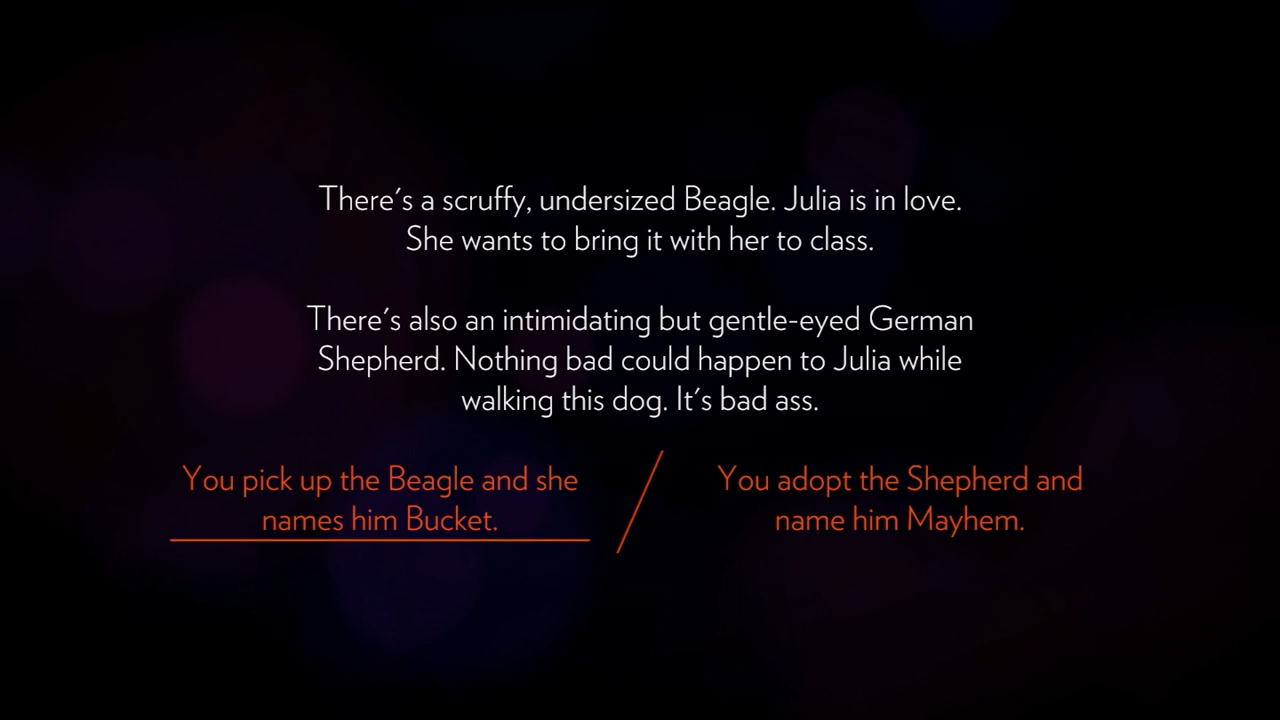 There's a scruffy, undersized Beagle. Julia is in love.
She wants to bring it with her to class.
There's also an intimidating but gentle-eyed German
Shepherd. Nothing bad could happen to Julia while
walking this dog. It's bad ass.
You pick up the Beagle and she
names him Bucket.
You adopt the Shepherd and
name him Mayhem.